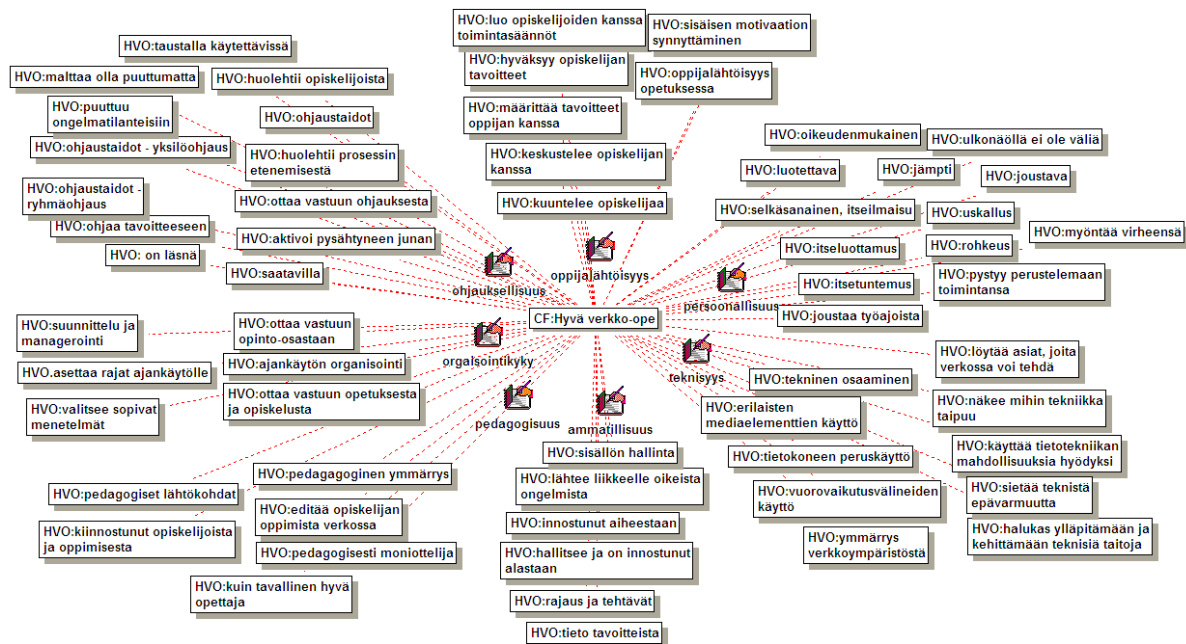 HVO:luo opiskelijoiden kanssa
toimintasäännöt
HVO:sisäisen motivaation
synnyttäminen
HVO:taustalla käytettävissä
HVO:hyväksyy opiskelijan
tavoitteet
HVO:oppijalähtöisyys
opetuksessa
HVO:malttaa olla puuttumatta
HVO:huolehtii opiskelijoista
HVO:puuttuu
ongelmatilanteisiin
HVO:ohjaustaidot
HVO:määrittää tavoitteet
oppijan kanssa
HVO:ohjaustaidot - yksilöohjaus
HVO:huolehtii prosessin
etenemisestä
HVO:keskustelee opiskelijan
kanssa
HVO:oikeudenmukainen
HVO:ulkonäöllä ei ole väliä
HVO:luotettava
HVO:jämpti
HVO:joustava
HVO:ohjaustaidot -
ryhmäohjaus
HVO:ottaa vastuun ohjauksesta
HVO:kuuntelee opiskelijaa
HVO:selkäsanainen, itseilmaisu
HVO:uskallus
HVO:ohjaa tavoitteeseen
HVO:aktivoi pysähtyneen junan
HVO:itseluottamus
HVO:rohkeus
HVO:myöntää virheensä
HVO: on läsnä
HVO:saatavilla
ohjauksellisuus
oppijalähtöisyys
persoonallisuus
HVO:itsetuntemus
HVO:pystyy perustelemaan
toimintansa
CF:Hyvä verkko-ope
HVO:joustaa työajoista
HVO:suunnittelu ja
managerointi
HVO:ottaa vastuun
opinto-osastaan
orgaisointikyky
teknisyys
HVO:löytää asiat, joita
verkossa voi tehdä
HVO:asettaa rajat ajankäytölle
HVO:ajankäytön organisointi
HVO:tekninen osaaminen
HVO:valitsee sopivat
menetelmät
HVO:ottaa vastuun opetuksesta
ja opiskelusta
pedagogisuus
ammatillisuus
HVO:erilaisten
mediaelementtien käyttö
HVO:näkee mihin tekniikka
taipuu
HVO:sisällön hallinta
HVO:tietokoneen peruskäyttö
HVO:käyttää tietotekniikan
mahdollisuuksia hyödyksi
HVO:pedagagoginen ymmärrys
HVO:lähtee liikkeelle oikeista
ongelmista
HVO:pedagogiset lähtökohdat
HVO:vuorovaikutusvälineiden
käyttö
HVO:sietää teknistä
epävarmuutta
HVO:editää opiskelijan
oppimista verkossa
HVO:kiinnostunut opiskelijoista
ja oppimisesta
HVO:innostunut aiheestaan
HVO:ymmärrys
verkkoympäristöstä
HVO:halukas ylläpitämään ja
kehittämään teknisiä taitoja
HVO:pedagogisesti moniottelija
HVO:hallitsee ja on innostunut
alastaan
HVO:kuin tavallinen hyvä
opettaja
HVO:rajaus ja tehtävät
HVO:tieto tavoitteista